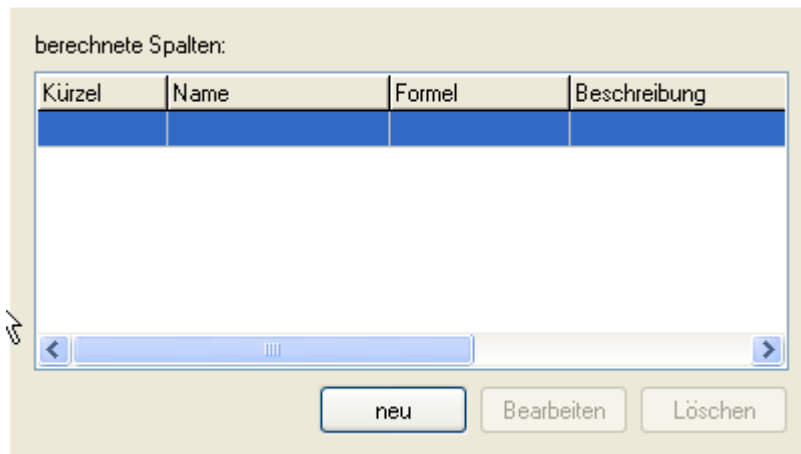 berechnete Spalten:
Kürzel Name Formel Beschreibung
neu Bearbeiten Löschen